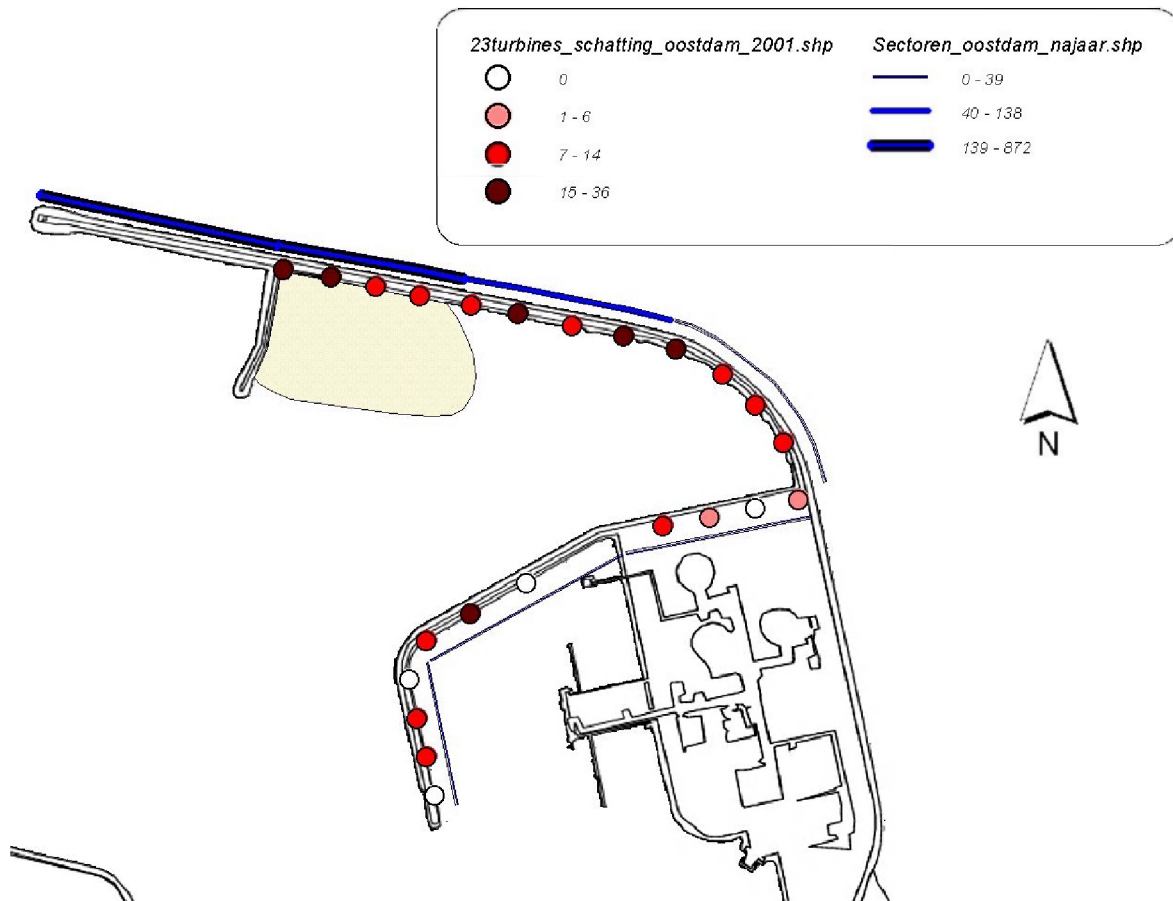 23turbines_schatting_oostdam_2001.shp
0
1 - 6
7 - 14
15 - 36
Sectoren_oostdam_najaar.shp
0 - 39
40 - 138
139 - 872
N